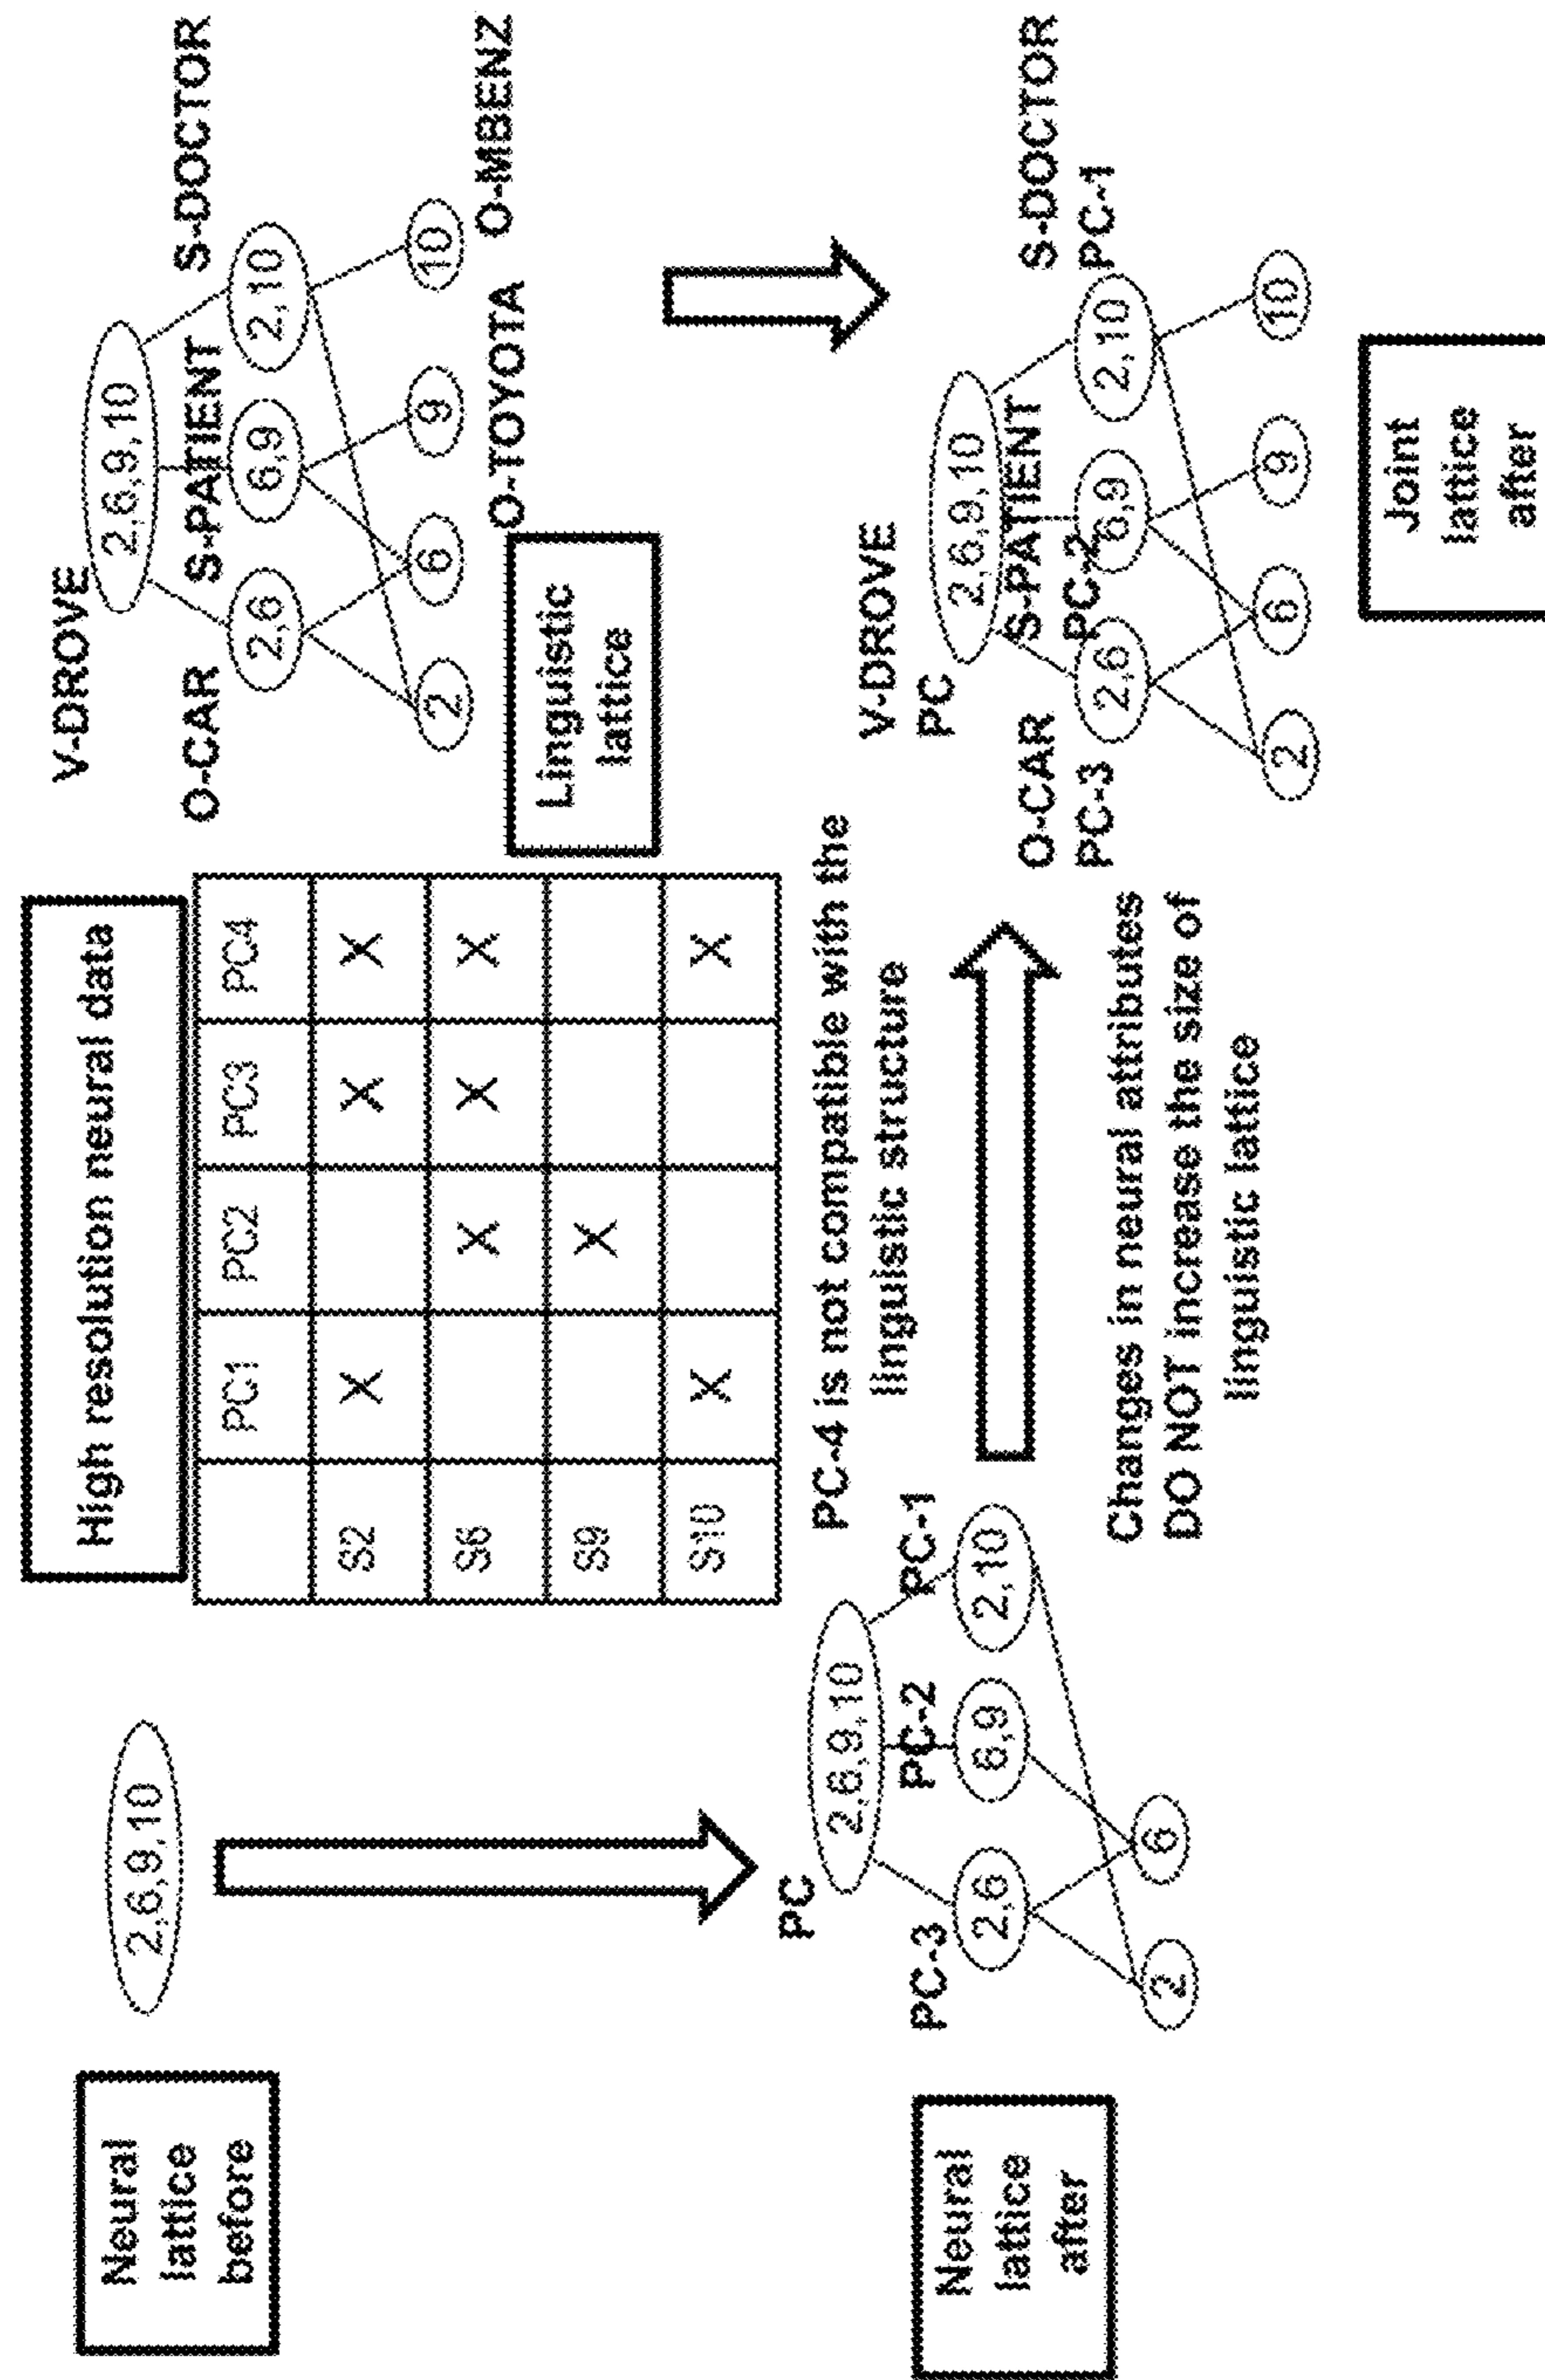 Neural
lattice
before
2,6,9,10
High resolution neural data
PC1 PC2 PC3 PC4
S2 X X X
S6 X X X
S9 X
S10 X X
V-DROVE
2,6,9,10
O-CAR
S-PATIENT
S-DOCTOR
2,6
6,9
2,10
2
6
9
10
O-TOYOTA
O-MBENZ
Linguistic
lattice
PC-4 is not compatible with the
linguistic structure
Neural
lattice
after
PC
2,6,9,10
PC-3
PC-2
PC-1
2,6
6,9
2,10
2
6
Changes in neural attributes
DO NOT increase the size of
linguistic lattice
V-DROVE
PC
2,6,9,10
O-CAR
PC-3
S-PATIENT
PC-2
S-DOCTOR
PC-1
2,6
6,9
2,10
2
6
9
10
Joint
lattice
after